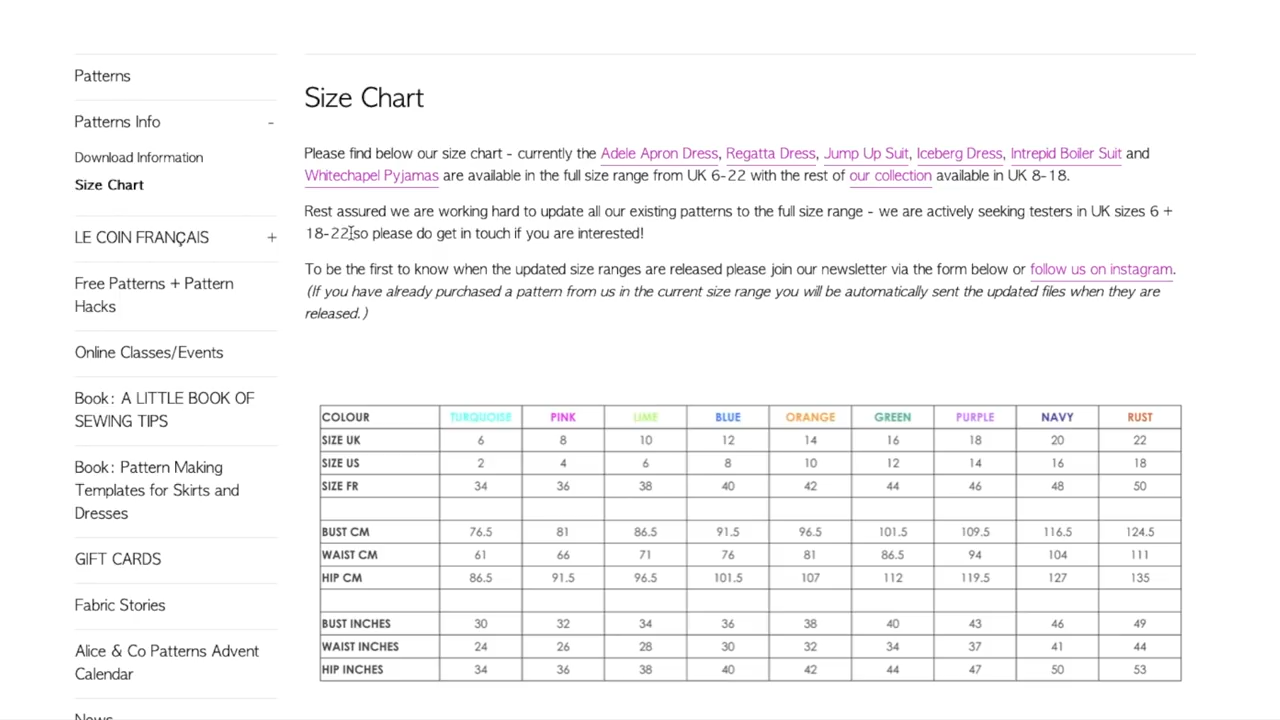 Patterns
Patterns Info -
Download Information
Size Chart
LE COIN FRANÇAIS +
Free Patterns + Pattern
Hacks
Online Classes/Events
Book: A LITTLE BOOK OF
SEWING TIPS
Book: Pattern Making
Templates for Skirts and
Dresses
GIFT CARDS
Fabric Stories
Alice & Co Patterns Advent
Calendar
News
Size Chart
Please find below our size chart - currently the Adele Apron Dress, Regatta Dress, Jump Up Suit, Iceberg Dress, Intrepid Boiler Suit and
Whitechapel Pyjamas are available in the full size range from UK 6-22 with the rest of our collection available in UK 8-18.
Rest assured we are working hard to update all our existing patterns to the full size range - we are actively seeking testers in UK sizes 6 +
18-22 so please do get in touch if you are interested!
To be the first to know when the updated size ranges are released please join our newsletter via the form below or follow us on instagram.
(If you have already purchased a pattern from us in the current size range you will be automatically sent the updated files when they are
released.)
COLOUR TURQUOISE PINK LIME BLUE ORANGE GREEN PURPLE NAVY RUST
SIZE UK 6 8 10 12 14 16 18 20 22
SIZE US 2 4 6 8 10 12 14 16 18
SIZE FR 34 36 38 40 42 44 46 48 50
BUST CM 76.5 81 86.5 91.5 96.5 101.5 109.5 116.5 124.5
WAIST CM 61 66 71 76 81 86.5 94 104 111
HIP CM 86.5 91.5 96.5 101.5 107 112 119.5 127 135
BUST INCHES 30 32 34 36 38 40 43 46 49
WAIST INCHES 24 26 28 30 32 34 37 41 44
HIP INCHES 34 36 38 40 42 44 47 50 53